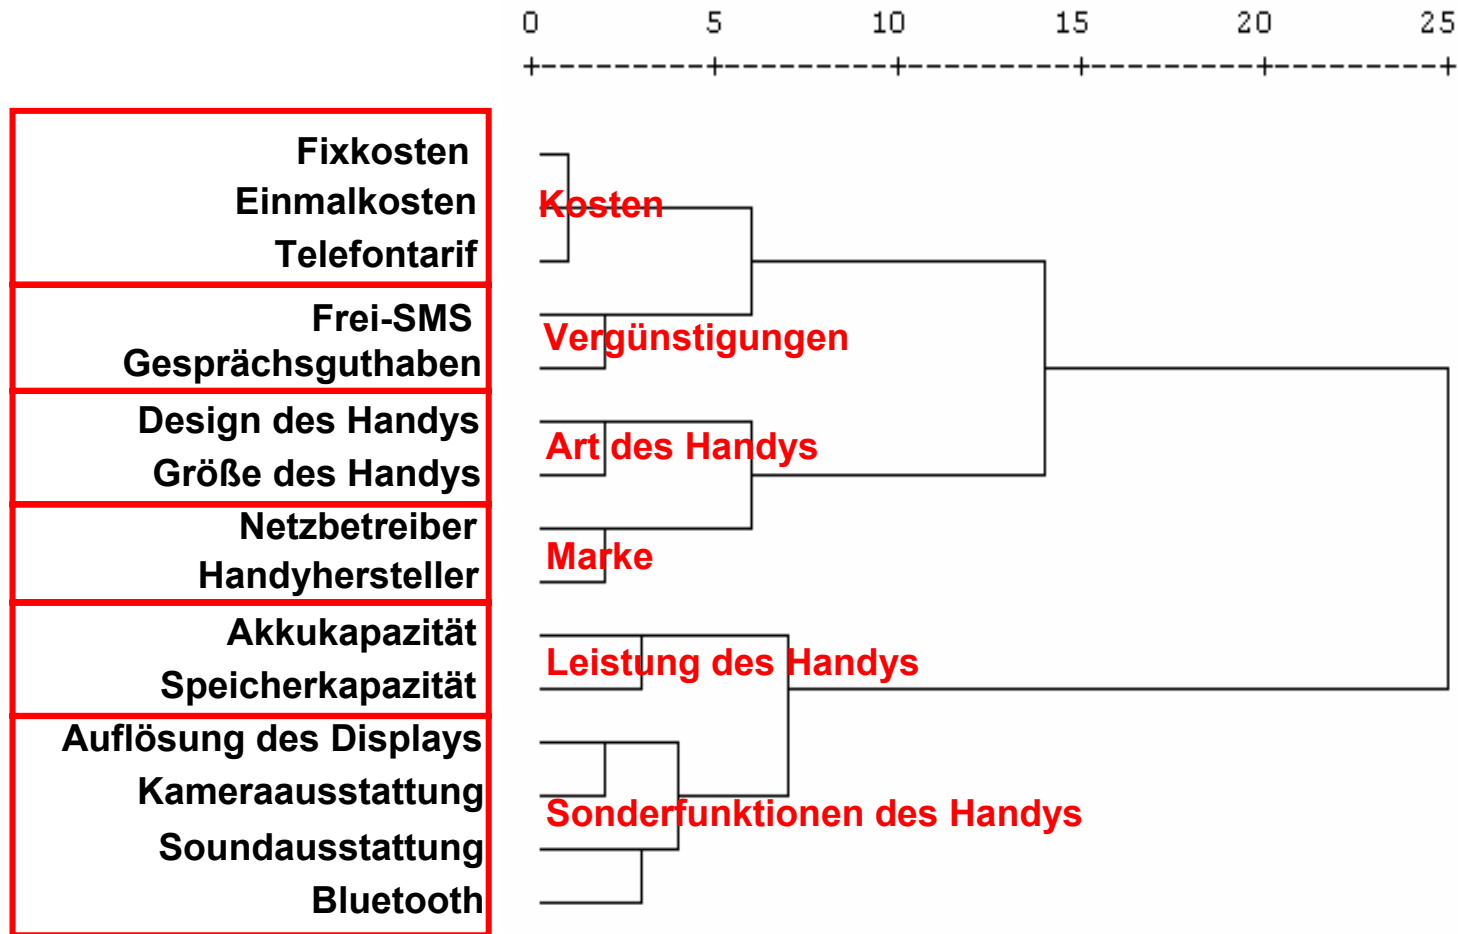 0 5 10 15 20 25
Fixkosten
Einmalkosten
Kosten
Telefontarif
Frei-SMS
Vergünstigungen
Gesprächsguthaben
Design des Handys
Art des Handys
Größe des Handys
Netzbetreiber
Marke
Handyhersteller
Akkukapazität
Leistung des Handys
Speicherkapazität
Auflösung des Displays
Kameraausstattung
Sonderfunktionen des Handys
Soundausstattung
Bluetooth